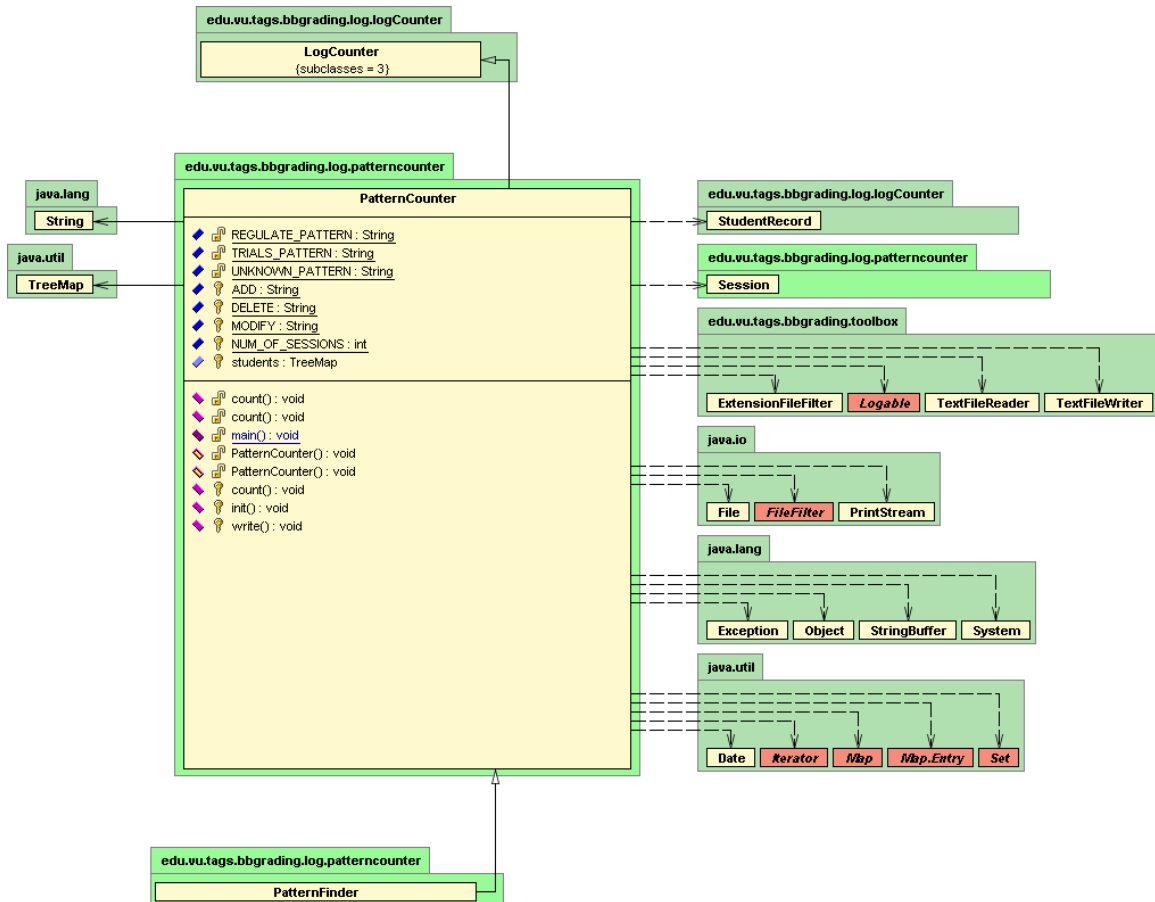 edu.vu.tags.bbgrading.log.logCounter
LogCounter
{subclasses = 3}
edu.vu.tags.bbgrading.log.patterncounter
PatternCounter
REGULATE_PATTERN : String
TRIALS_PATTERN : String
UNKNOWN_PATTERN : String
ADD : String
DELETE : String
MODIFY : String
NUM_OF_SESSIONS : int
students : TreeMap
count() : void
count() : void
main() : void
PatternCounter() : void
PatternCounter() : void
count() : void
init() : void
write() : void
java.lang
String
java.util
TreeMap
edu.vu.tags.bbgrading.log.logCounter
StudentRecord
edu.vu.tags.bbgrading.log.patterncounter
Session
edu.vu.tags.bbgrading.toolbox
ExtensionFileFilter Logable TextFileReader TextFileWriter
java.io
File FileFilter PrintStream
java.lang
Exception Object StringBuffer System
java.util
Date Iterator Map Map.Entry Set
edu.vu.tags.bbgrading.log.patterncounter
PatternFinder